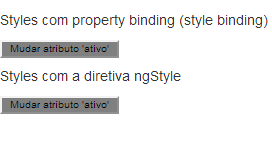 Styles com property binding (style binding)
Mudar atributo 'ativo'
Styles com a diretiva ngStyle
Mudar atributo 'ativo'